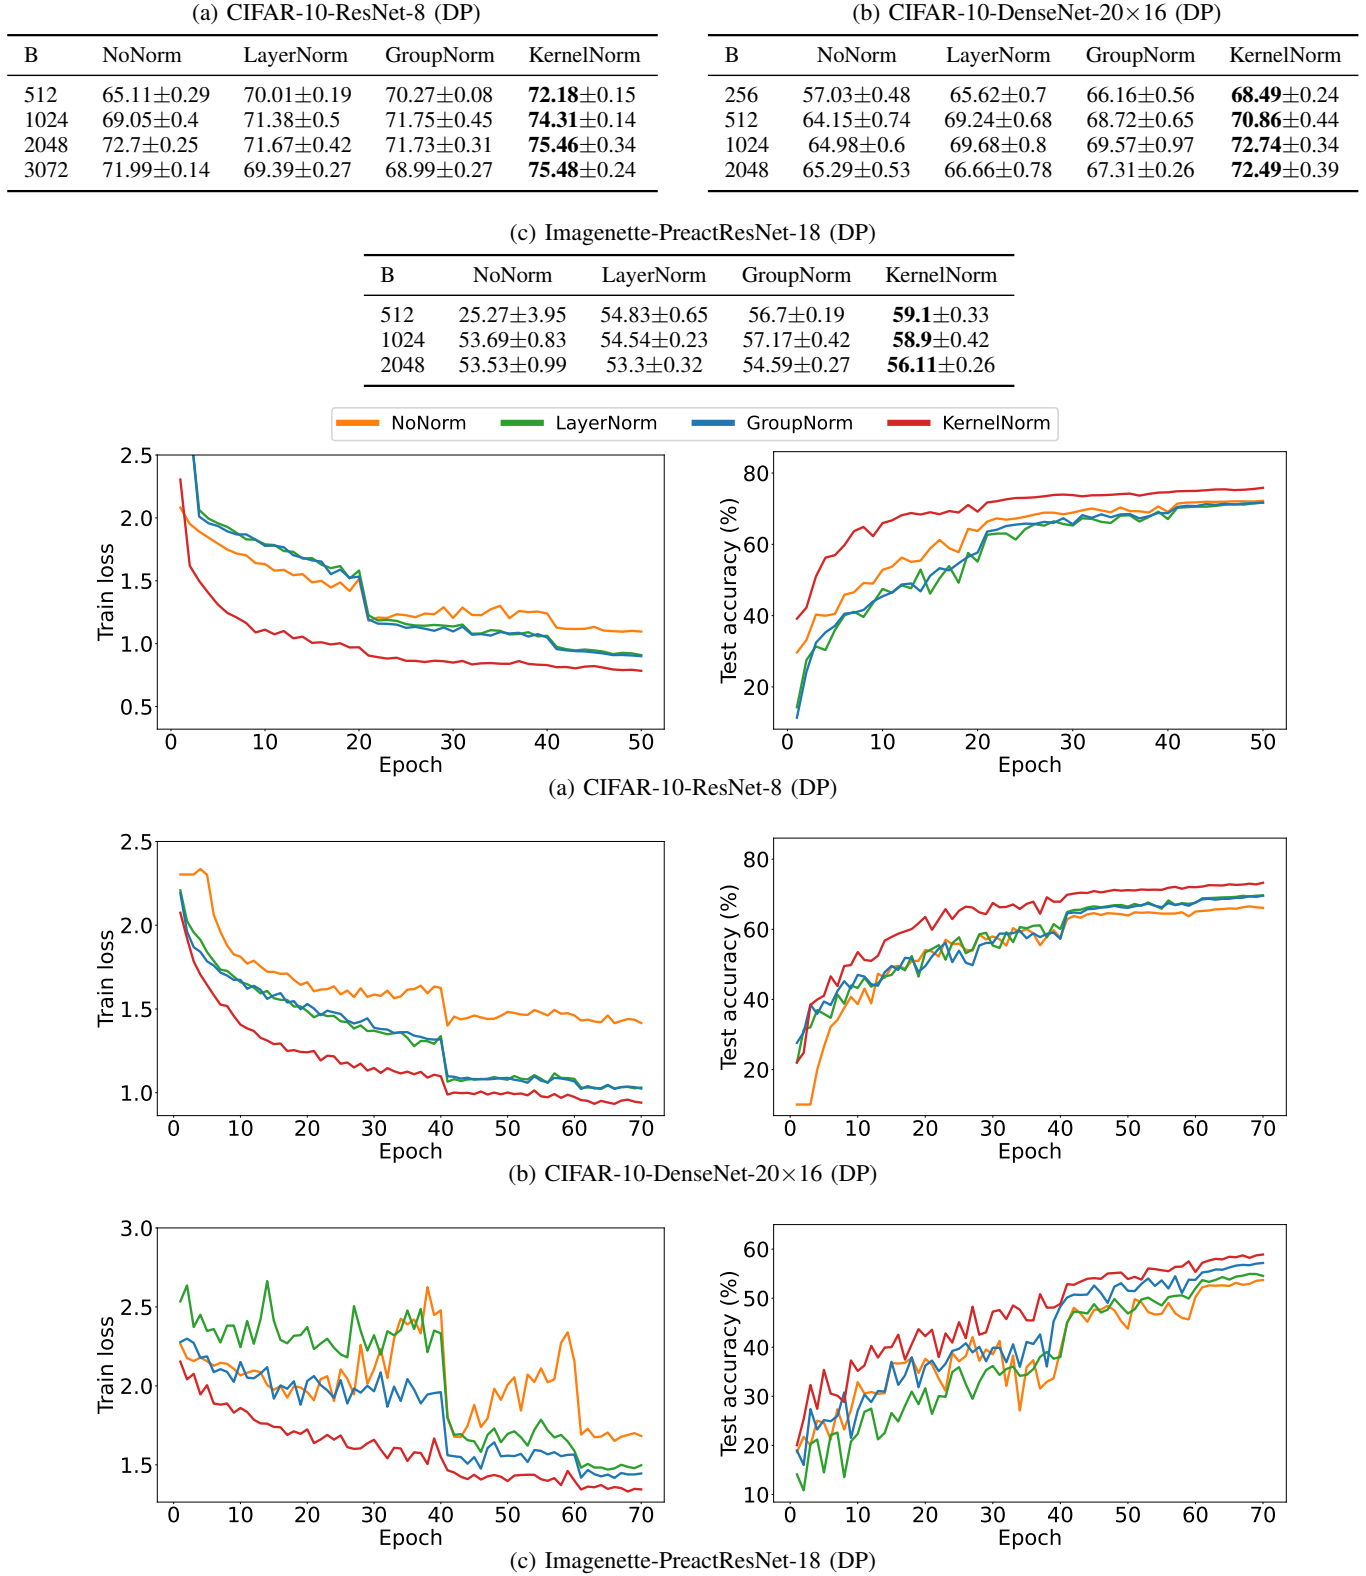 (a) CIFAR-10-ResNet-8 (DP)
B NoNorm LayerNorm GroupNorm KernelNorm
512 65.11±0.29 70.01±0.19 70.27±0.08 72.18±0.15
1024 69.05±0.4 71.38±0.5 71.75±0.45 74.31±0.14
2048 72.7±0.25 71.67±0.42 71.73±0.31 75.46±0.34
3072 71.99±0.14 69.39±0.27 68.99±0.27 75.48±0.24
(b) CIFAR-10-DenseNet-20×16 (DP)
B NoNorm LayerNorm GroupNorm KernelNorm
256 57.03±0.48 65.62±0.7 66.16±0.56 68.49±0.24
512 64.15±0.74 69.24±0.68 68.72±0.65 70.86±0.44
1024 64.98±0.6 69.68±0.8 69.57±0.97 72.74±0.34
2048 65.29±0.53 66.66±0.78 67.31±0.26 72.49±0.39
(c) Imagenette-PreactResNet-18 (DP)
B NoNorm LayerNorm GroupNorm KernelNorm
512 25.27±3.95 54.83±0.65 56.7±0.19 59.1±0.33
1024 53.69±0.83 54.54±0.23 57.17±0.42 58.9±0.42
2048 53.53±0.99 53.3±0.32 54.59±0.27 56.11±0.26
NoNorm LayerNorm GroupNorm KernelNorm
Train loss
2.5
2.0
1.5
1.0
0.5
0 10 20 30 40 50
Epoch
Test accuracy (%)
80
60
40
20
0 10 20 30 40 50
Epoch
(a) CIFAR-10-ResNet-8 (DP)
Train loss
2.5
2.0
1.5
1.0
0 10 20 30 40 50 60 70
Epoch
Test accuracy (%)
80
60
40
20
0 10 20 30 40 50 60 70
Epoch
(b) CIFAR-10-DenseNet-20×16 (DP)
Train loss
3.0
2.5
2.0
1.5
0 10 20 30 40 50 60 70
Epoch
Test accuracy (%)
60
50
40
30
20
10
0 10 20 30 40 50 60 70
Epoch
(c) Imagenette-PreactResNet-18 (DP)